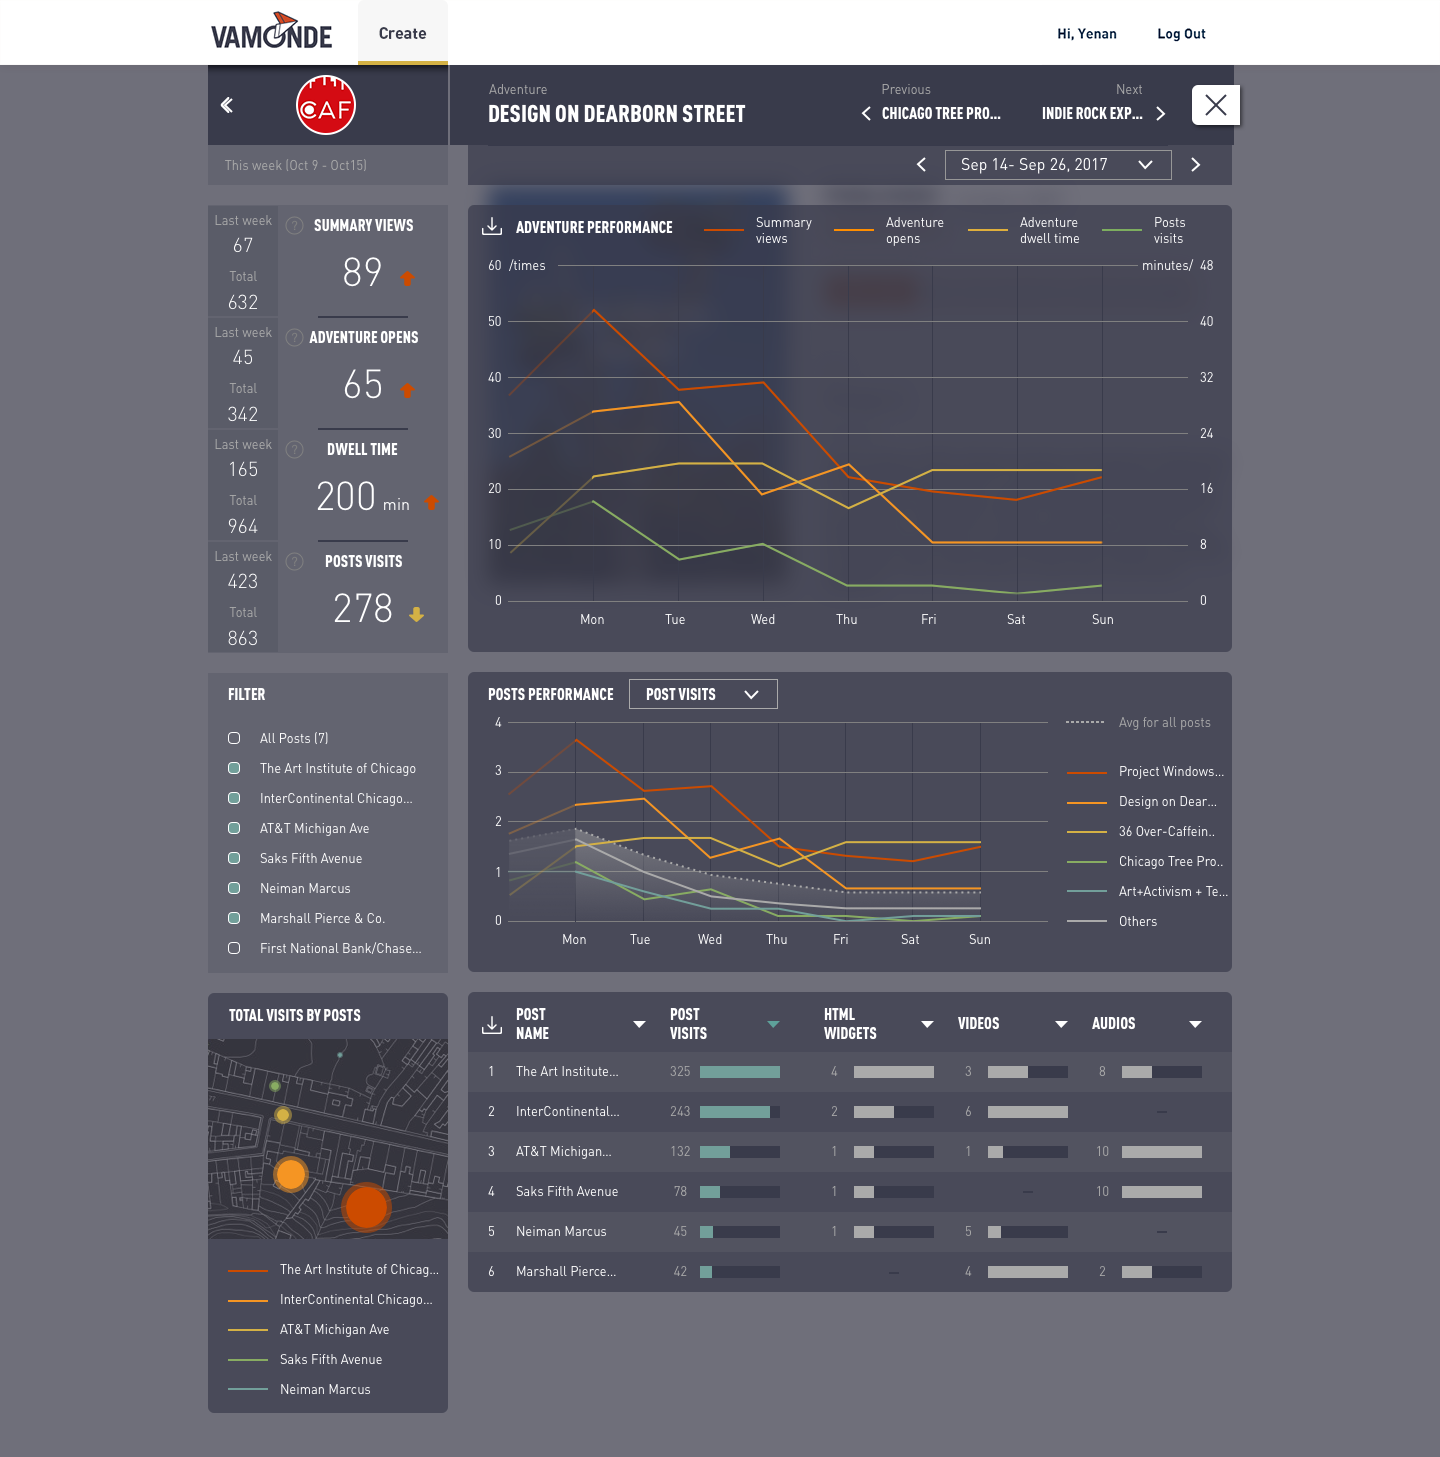 VAMONDE
Create
Hi, Yenan
Log Out
CAF
Adventure
DESIGN ON DEARBORN STREET
Previous
CHICAGO TREE PRO...
Next
INDIE ROCK EXP...
This week (Oct 9 - Oct15)
Sep 14- Sep 26, 2017
Last week
67
Total
632
? SUMMARY VIEWS
89
Last week
45
Total
342
? ADVENTURE OPENS
65
Last week
165
Total
964
? DWELL TIME
200 min
Last week
423
Total
863
? POSTS VISITS
278
ADVENTURE PERFORMANCE
Summary
views
Adventure
opens
Adventure
dwell time
Posts
visits
60 /times
minutes/ 48
50
40
40
32
30
24
20
16
10
8
0
0
Mon Tue Wed Thu Fri Sat Sun
FILTER
All Posts (7)
The Art Institute of Chicago
InterContinental Chicago...
AT&T Michigan Ave
Saks Fifth Avenue
Neiman Marcus
Marshall Pierce & Co.
First National Bank/Chase...
POSTS PERFORMANCE
POST VISITS
4
3
2
1
0
Mon Tue Wed Thu Fri Sat Sun
Avg for all posts
Project Windows...
Design on Dear...
36 Over-Caffein..
Chicago Tree Pro..
Art+Activism + Te...
Others
TOTAL VISITS BY POSTS
The Art Institute of Chicag...
InterContinental Chicago...
AT&T Michigan Ave
Saks Fifth Avenue
Neiman Marcus
POST
NAME
POST
VISITS
HTML
WIDGETS
VIDEOS
AUDIOS
1 The Art Institute... 325 4 3 8
2 InterContinental... 243 2 6 –
3 AT&T Michigan... 132 1 1 10
4 Saks Fifth Avenue 78 1 – 10
5 Neiman Marcus 45 1 5 –
6 Marshall Pierce... 42 – 4 2